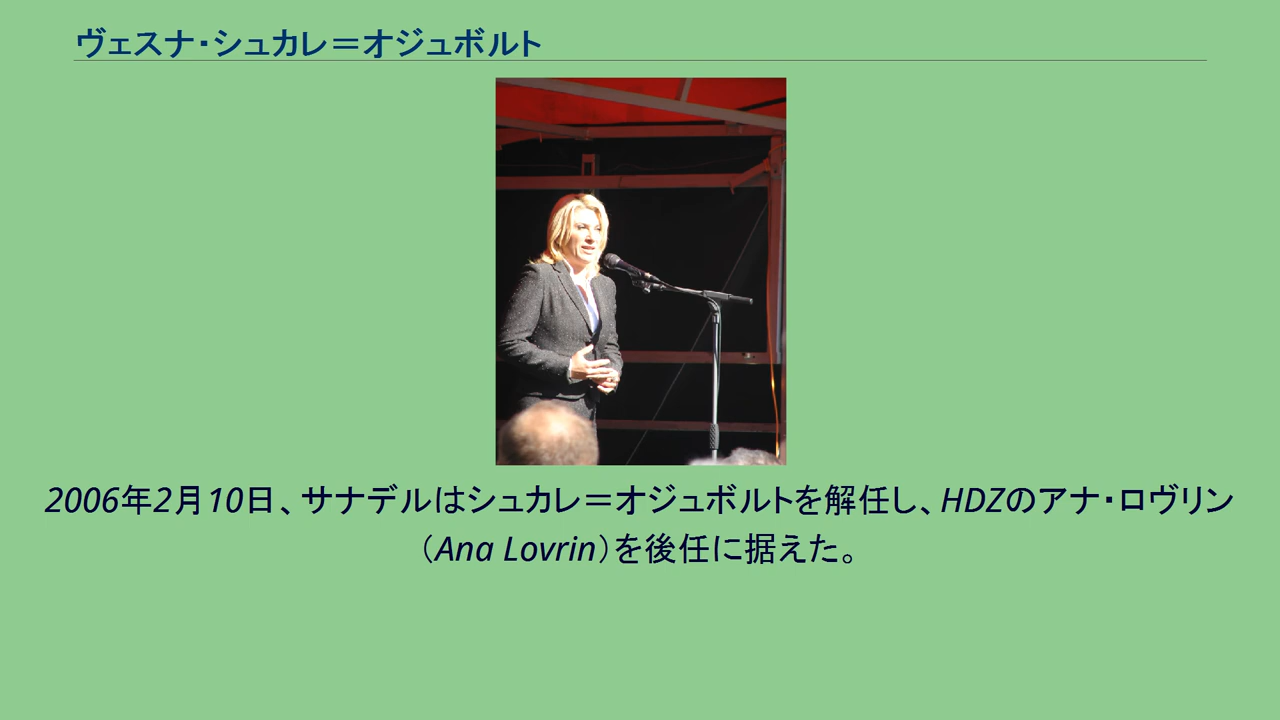 ヴェスナ・シュカレ＝オジュボルト
2006年2月10日、サナデルはシュカレ＝オジュボルトを解任し、HDZのアナ・ロヴリン
（Ana Lovrin）を後任に据えた。